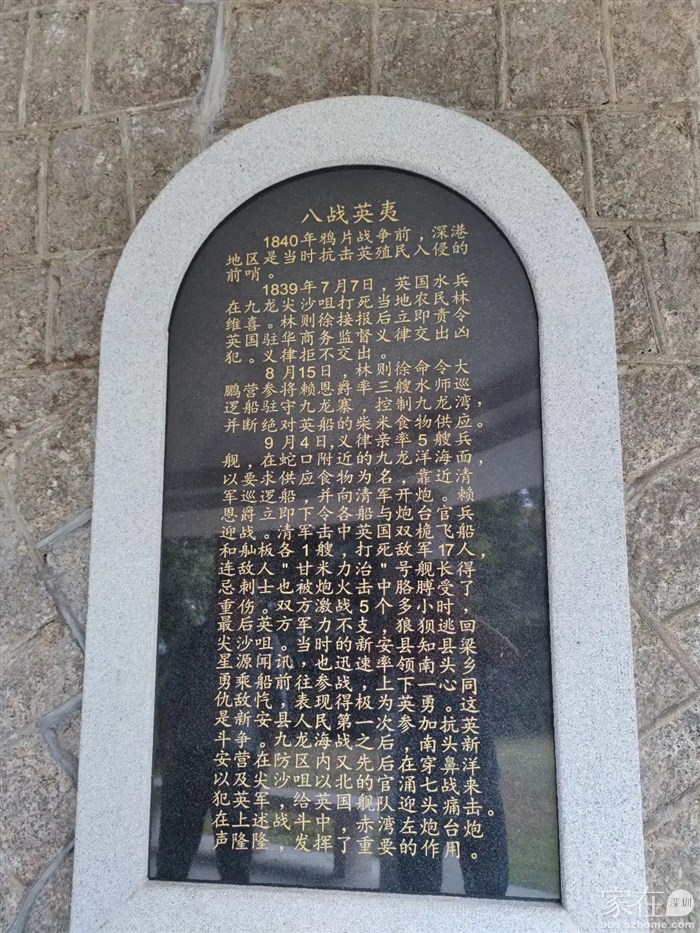 八战英夷
1840年鸦片战争前，深港
地区是当时抗击英殖民入侵的
前哨。
1839年7月7日，英国水兵
在九龙尖沙咀打死当地农民林
维喜。林则徐接报后立即责令
英国驻华商务监督义律交出凶
犯。义律拒不交出。
8月15日，林则徐命令大
鹏营参将赖恩爵率三艘水师巡
逻船驻守九龙寨，控制九龙湾，
并断绝对英船的柴米食物供应。
9月4日，义律亲率5艘兵
舰，在蛇口附近的九龙洋海面，
以要求供应食物为名，靠近清
军巡逻船，并向清军开炮。赖
恩爵立即下令各船与炮台官兵
迎战。清军击中英国双桅飞船
和舢板各1艘，打死敌军17人，
连敌人"甘米力治"号舰长得
忌刺士也被炮火击中胳膊受了
重伤。双方激战5个多小时，
最后英方军力不支，狼狈逃回
尖沙咀。当时的新安县知县梁
星源闻讯，也迅速率领南头乡
勇乘船前往参战，上下一心同
仇敌忾，表现得极为英勇。这
是新安县人民第一次参加抗英
斗争。九龙海战之后，南头新
安营在防区内又先后在穿鼻洋
以及尖沙咀以北的官涌七战来
犯英军，给英国舰队迎头痛击。
在上述战斗中，赤湾左炮台炮
声隆隆，发挥了重要的作用。
家在 深圳
bbs.szhome.com